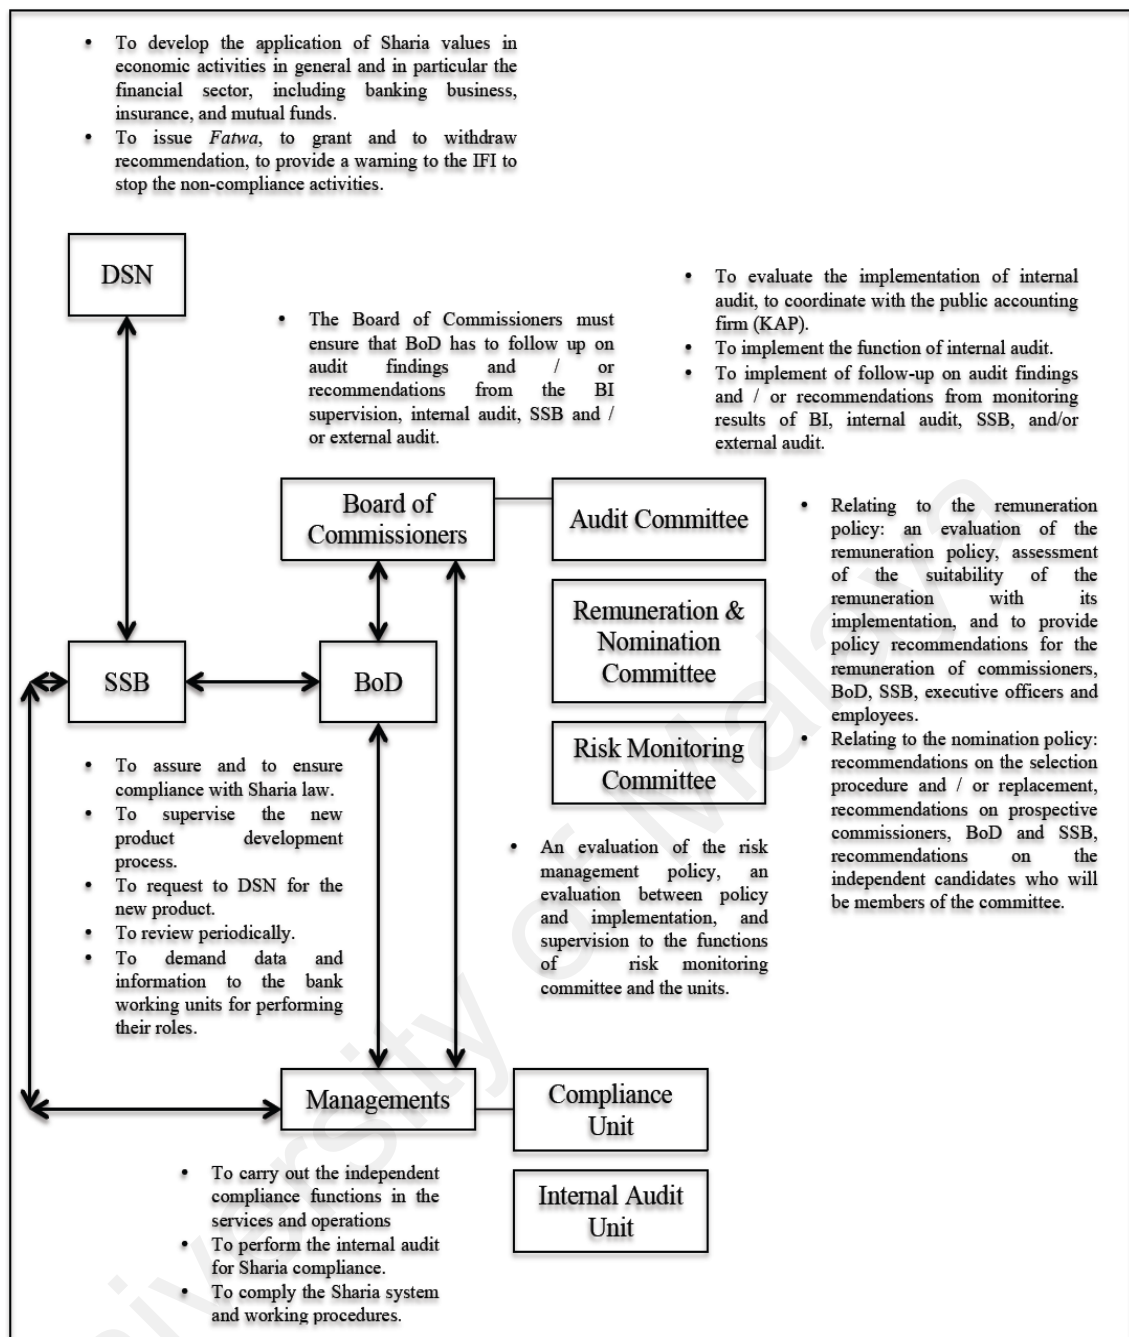 • To develop the application of Sharia values in
economic activities in general and in particular the
financial sector, including banking business,
insurance, and mutual funds.
• To issue Fatwa, to grant and to withdraw
recommendation, to provide a warning to the IFI to
stop the non-compliance activities.
DSN
• The Board of Commissioners must
ensure that BoD has to follow up on
audit findings and / or
recommendations from the BI
supervision, internal audit, SSB and /
or external audit.
• To evaluate the implementation of internal
audit, to coordinate with the public accounting
firm (KAP).
• To implement the function of internal audit.
• To implement of follow-up on audit findings
and / or recommendations from monitoring
results of BI, internal audit, SSB, and/or
external audit.
Board of
Commissioners
Audit Committee
Remuneration &
Nomination
Committee
Risk Monitoring
Committee
• Relating to the remuneration
policy: an evaluation of the
remuneration policy, assessment
of the suitability of the
remuneration with its
implementation, and to provide
policy recommendations for the
remuneration of commissioners,
BoD, SSB, executive officers and
employees.
• Relating to the nomination policy:
recommendations on the selection
procedure and / or replacement,
recommendations on prospective
commissioners, BoD and SSB,
recommendations on the
independent candidates who will
be members of the committee.
SSB
BoD
• To assure and to ensure
compliance with Sharia law.
• To supervise the new
product development
process.
• To request to DSN for the
new product.
• To review periodically.
• To demand data and
information to the bank
working units for performing
their roles.
• An evaluation of the risk
management policy, an
evaluation between policy
and implementation, and
supervision to the functions
of risk monitoring
committee and the units.
Managements
Compliance
Unit
Internal Audit
Unit
• To carry out the independent
compliance functions in the
services and operations
• To perform the internal audit
for Sharia compliance.
• To comply the Sharia system
and working procedures.
University of Malaya